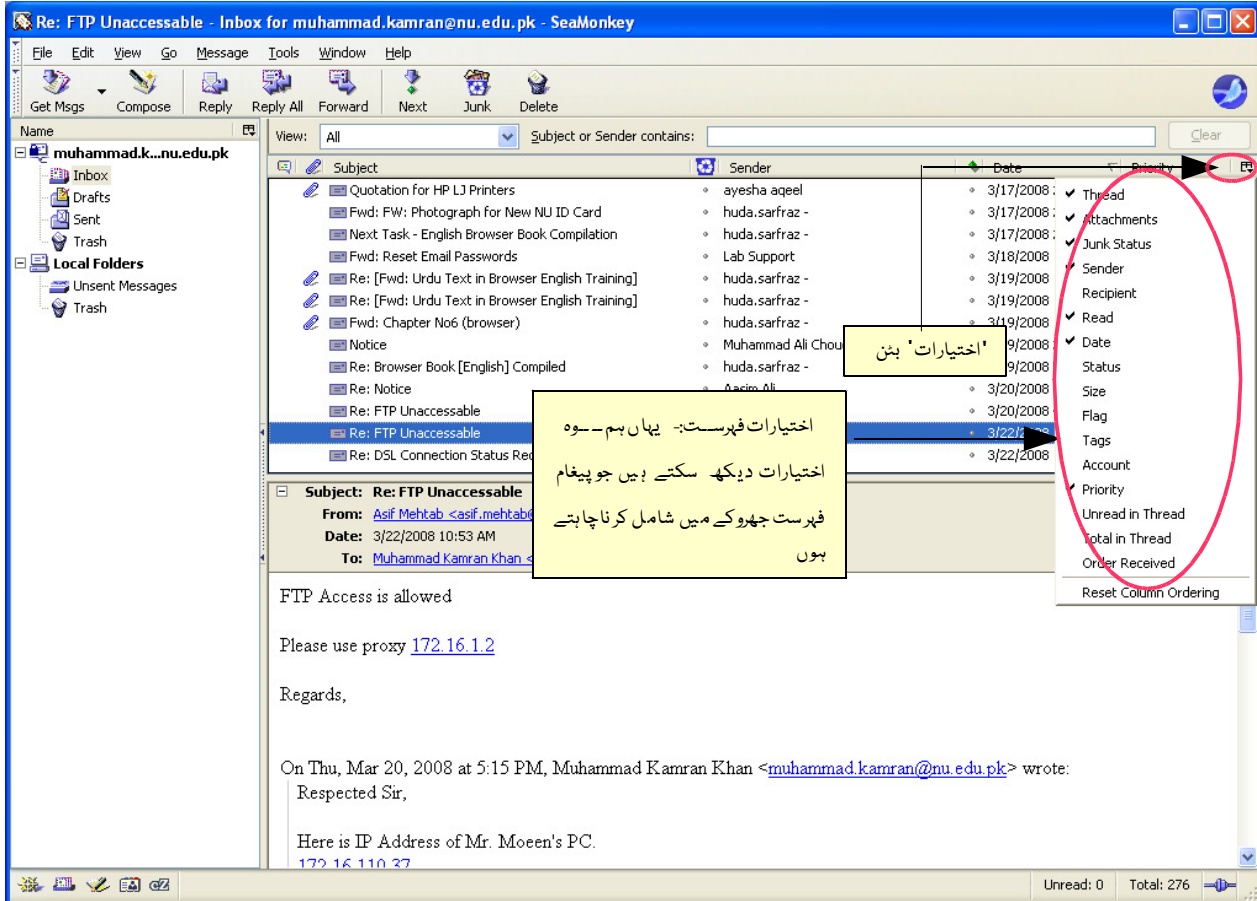 Re: FTP Unaccessable - Inbox for muhammad.kamran@nu.edu.pk - SeaMonkey
File Edit View Go Message Tools Window Help
Get Msgs Compose Reply Reply All Forward Next Junk Delete
Name
muhammad.k...nu.edu.pk
Inbox
Drafts
Sent
Trash
Local Folders
Unsent Messages
Trash
View: All Subject or Sender contains: Clear
Subject Sender Date Priority
Quotation for HP LJ Printers ayesha aqeel 3/17/2008
Fwd: FW: Photograph for New NU ID Card huda.sarfraz - 3/17/2008
Next Task - English Browser Book Compilation huda.sarfraz - 3/17/2008
Fwd: Reset Email Passwords Lab Support 3/18/2008
Re: [Fwd: Urdu Text in Browser English Training] huda.sarfraz - 3/19/2008
Re: [Fwd: Urdu Text in Browser English Training] huda.sarfraz - 3/19/2008
Fwd: Chapter No6 (browser) huda.sarfraz - 3/19/2008
Notice Muhammad Ali Chou 9/2008
Re: Browser Book [English] Compiled huda.sarfraz - 9/2008
Re: Notice Aasim Ali 3/20/2008
Re: FTP Unaccessable 3/20/2008
Re: FTP Unaccessable 3/22/2008
Re: DSL Connection Status Rec 3/22/2008
Thread
Attachments
Junk Status
Sender
Recipient
Read
Date
Status
Size
Flag
Tags
Account
Priority
Unread in Thread
Total in Thread
Order Received
Reset Column Ordering
'اختیارات' بٹن
اختیارات فہرست:- یہاں ہم وہ
اختیارات دیکھ سکتے ہیں جو پیغام
فہرست جھروکے میں شامل کرنا چاہتے
ہوں
Subject: Re: FTP Unaccessable
From: Asif Mehtab <asif.mehtab@
Date: 3/22/2008 10:53 AM
To: Muhammad Kamran Khan <
FTP Access is allowed
Please use proxy 172.16.1.2
Regards,
On Thu, Mar 20, 2008 at 5:15 PM, Muhammad Kamran Khan <muhammad.kamran@nu.edu.pk> wrote:
Respected Sir,
Here is IP Address of Mr. Moeen's PC.
172.16.110.37
Unread: 0 Total: 276